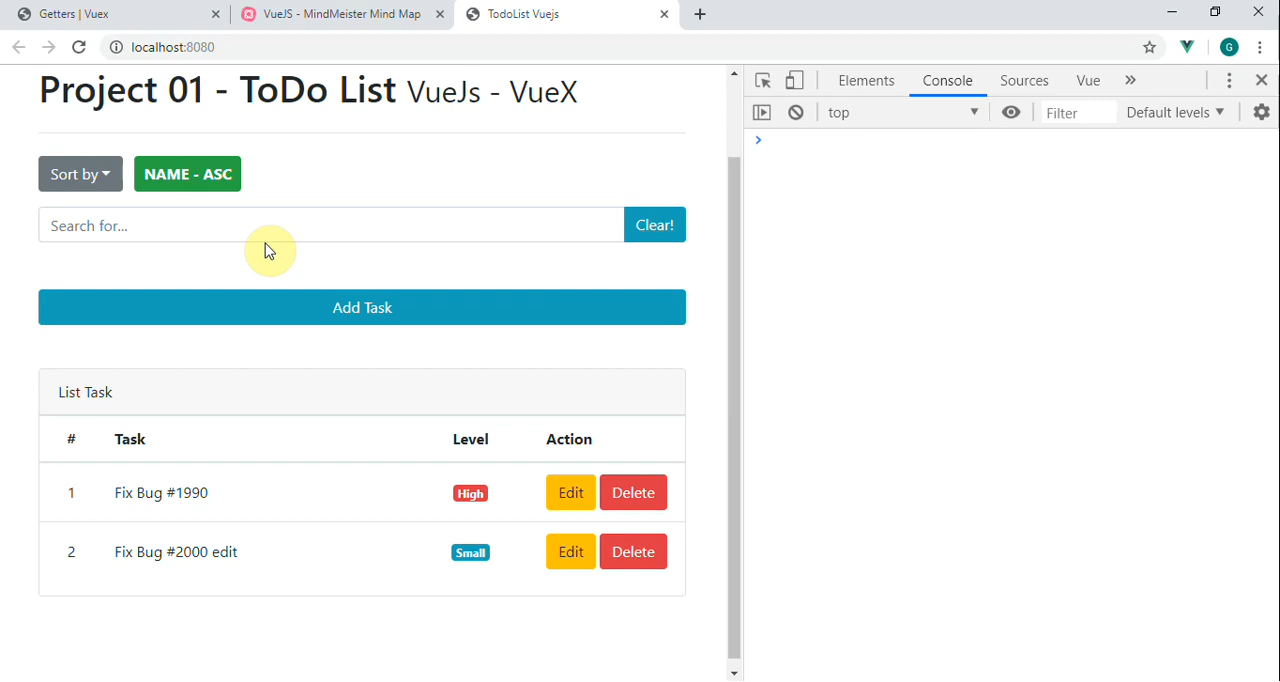 Getters | Vuex
VueJS - MindMeister Mind Map
TodoList Vuejs
localhost:8080
G
Project 01 - ToDo List VueJs - VueX
Sort by
NAME - ASC
Search for...
Clear!
Add Task
List Task
# Task Level Action
1 Fix Bug #1990 High Edit Delete
2 Fix Bug #2000 edit Small Edit Delete
Elements Console Sources Vue »
top Filter Default levels